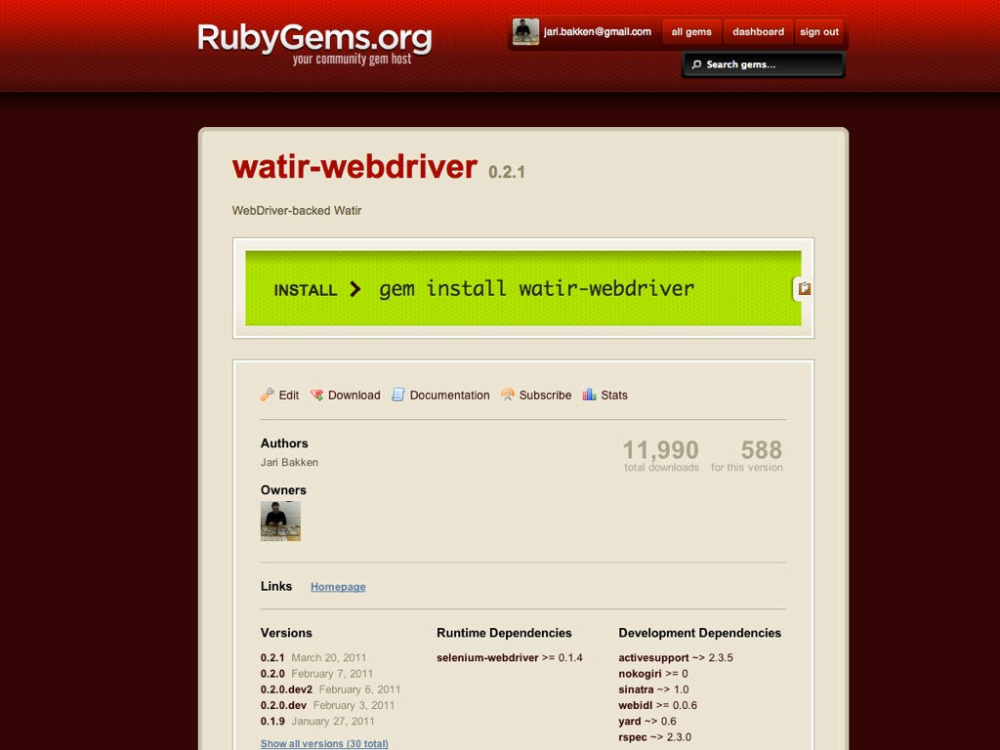 RubyGems.org
your community gem host
jari.bakken@gmail.com all gems dashboard sign out
Search gems...
watir-webdriver 0.2.1
WebDriver-backed Watir
INSTALL gem install watir-webdriver
Edit Download Documentation Subscribe Stats
Authors
Jari Bakken
11,990 588
total downloads for this version
Owners
Links Homepage
Versions Runtime Dependencies Development Dependencies
0.2.1 March 20, 2011 selenium-webdriver >= 0.1.4 activesupport ~> 2.3.5
0.2.0 February 7, 2011 nokogiri >= 0
0.2.0.dev2 February 6, 2011 sinatra ~> 1.0
0.2.0.dev February 3, 2011 webidl >= 0.0.6
0.1.9 January 27, 2011 yard ~> 0.6
rspec ~> 2.3.0
Show all versions (30 total)